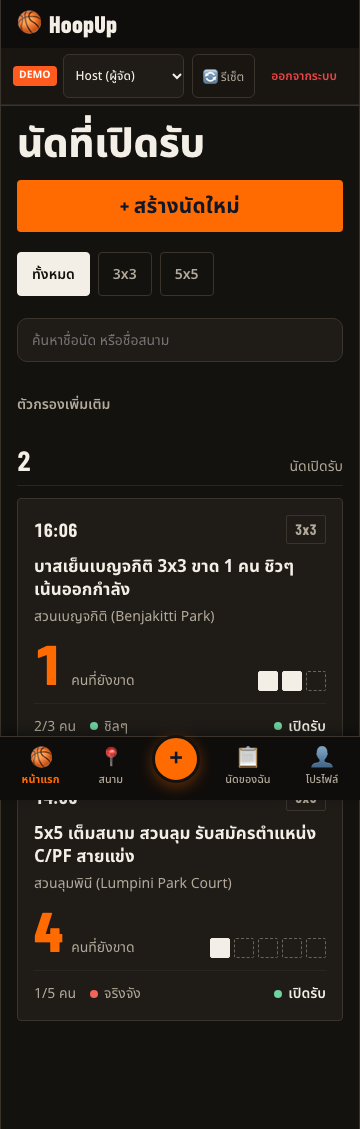 HoopUp
DEMO
Host (ผู้จัด)
รีเซ็ต
ออกจากระบบ
นัดที่เปิดรับ
+ สร้างนัดใหม่
ทั้งหมด
3x3
5x5
ค้นหาชื่อนัด หรือชื่อสนาม
ตัวกรองเพิ่มเติม
2
นัดเปิดรับ
16:06
3x3
บาสเย็นเบญจกิติ 3x3 ขาด 1 คน ชิวๆ
เน้นออกกำลัง
สวนเบญจกิติ (Benjakitti Park)
1 คนที่ยังขาด
2/3 คน ชิลๆ เปิดรับ
+
หน้าแรก
สนาม
นัดของฉัน
โปรไฟล์
5x5 เต็มสนาม สวนลุม รับสมัครตำแหน่ง
C/PF สายแข่ง
สวนลุมพินี (Lumpini Park Court)
4 คนที่ยังขาด
1/5 คน จริงจัง เปิดรับ